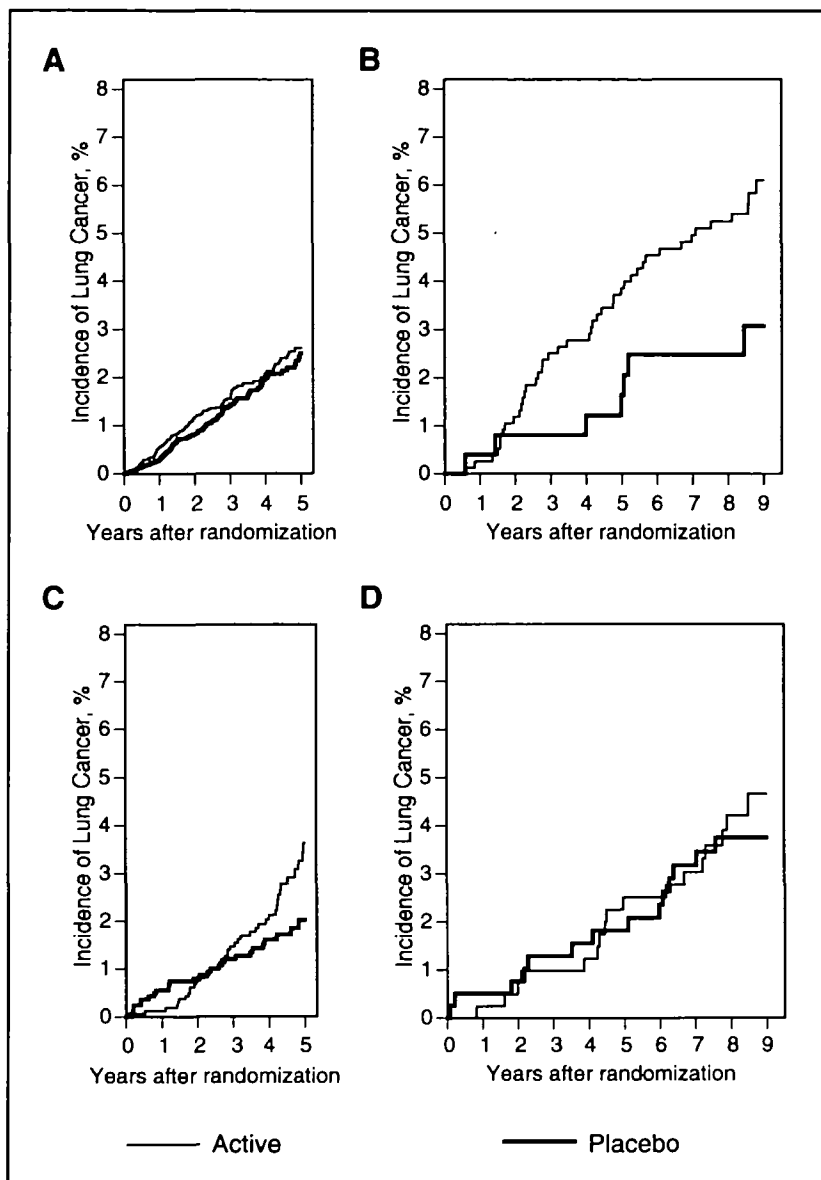 A
8
7
6
5
4
3
2
1
0
Incidence of Lung Cancer, %
0 1 2 3 4 5
Years after randomization
B
8
7
6
5
4
3
2
1
0
Incidence of Lung Cancer, %
0 1 2 3 4 5 6 7 8 9
Years after randomization
C
8
7
6
5
4
3
2
1
0
Incidence of Lung Cancer, %
0 1 2 3 4 5
Years after randomization
D
8
7
6
5
4
3
2
1
0
Incidence of Lung Cancer, %
0 1 2 3 4 5 6 7 8 9
Years after randomization
Active
Placebo